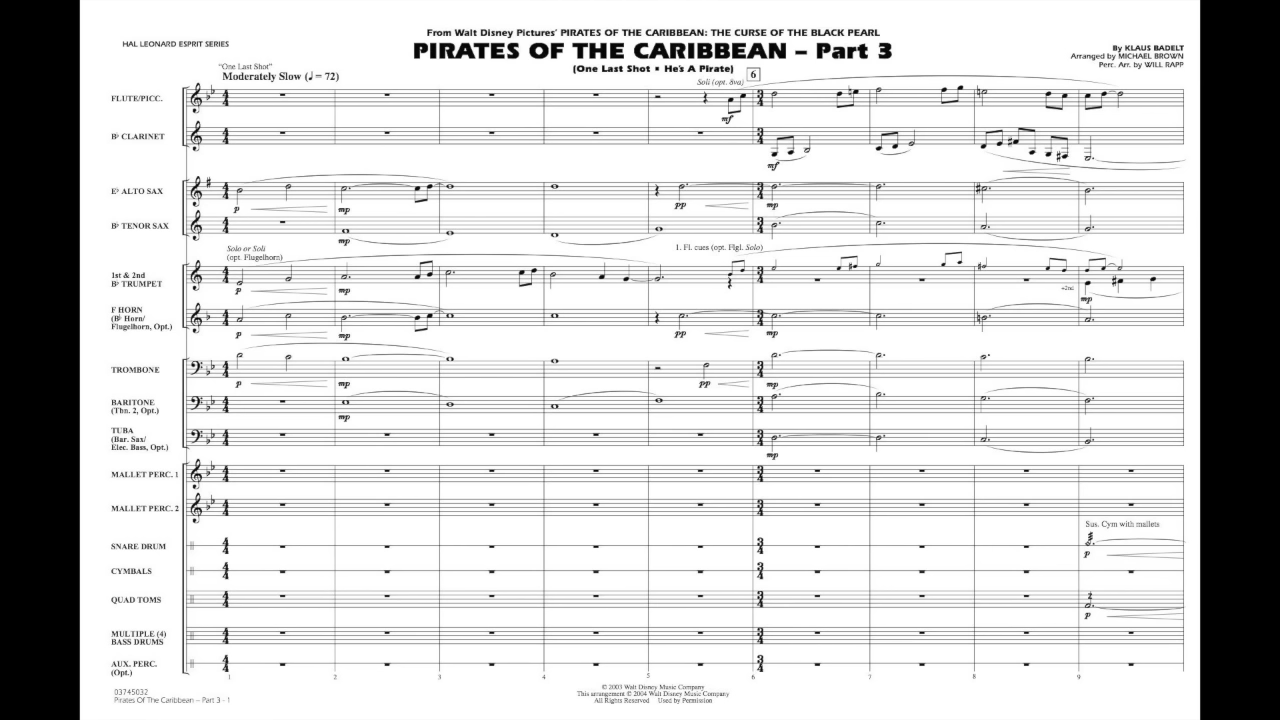 From Walt Disney Pictures' PIRATES OF THE CARIBBEAN: THE CURSE OF THE BLACK PEARL
HAL LEONARD ESPRIT SERIES
PIRATES OF THE CARIBBEAN – Part 3
(One Last Shot ▪ He's A Pirate)
By KLAUS BADELT
Arranged by MICHAEL BROWN
Perc. Arr. by WILL RAPP
"One Last Shot"
Moderately Slow (♩ = 72)
Soli (opt. 8va)
6
FLUTE/PICC.
mf
B♭ CLARINET
mf
E♭ ALTO SAX
p mp pp mp
B♭ TENOR SAX
mp mp
Solo or Soli
(opt. Flugelhorn)
1. Fl. cues (opt. Flgl. Solo)
1st & 2nd
B♭ TRUMPET
p mp +2nd mp
F HORN
(B♭ Horn/
Flugelhorn, Opt.)
p mp pp mp
TROMBONE
p mp pp mp
BARITONE
(Tbn. 2, Opt.)
mp
TUBA
(Bar. Sax/
Elec. Bass, Opt.)
mp
MALLET PERC. 1
MALLET PERC. 2
Sus. Cym with mallets
SNARE DRUM
p
CYMBALS
QUAD TOMS
p
MULTIPLE (4)
BASS DRUMS
AUX. PERC.
(Opt.)
1 2 3 4 5 6 7 8 9
03745032
Pirates Of The Caribbean – Part 3 - 1
© 2003 Walt Disney Music Company
This arrangement © 2004 Walt Disney Music Company
All Rights Reserved Used by Permission